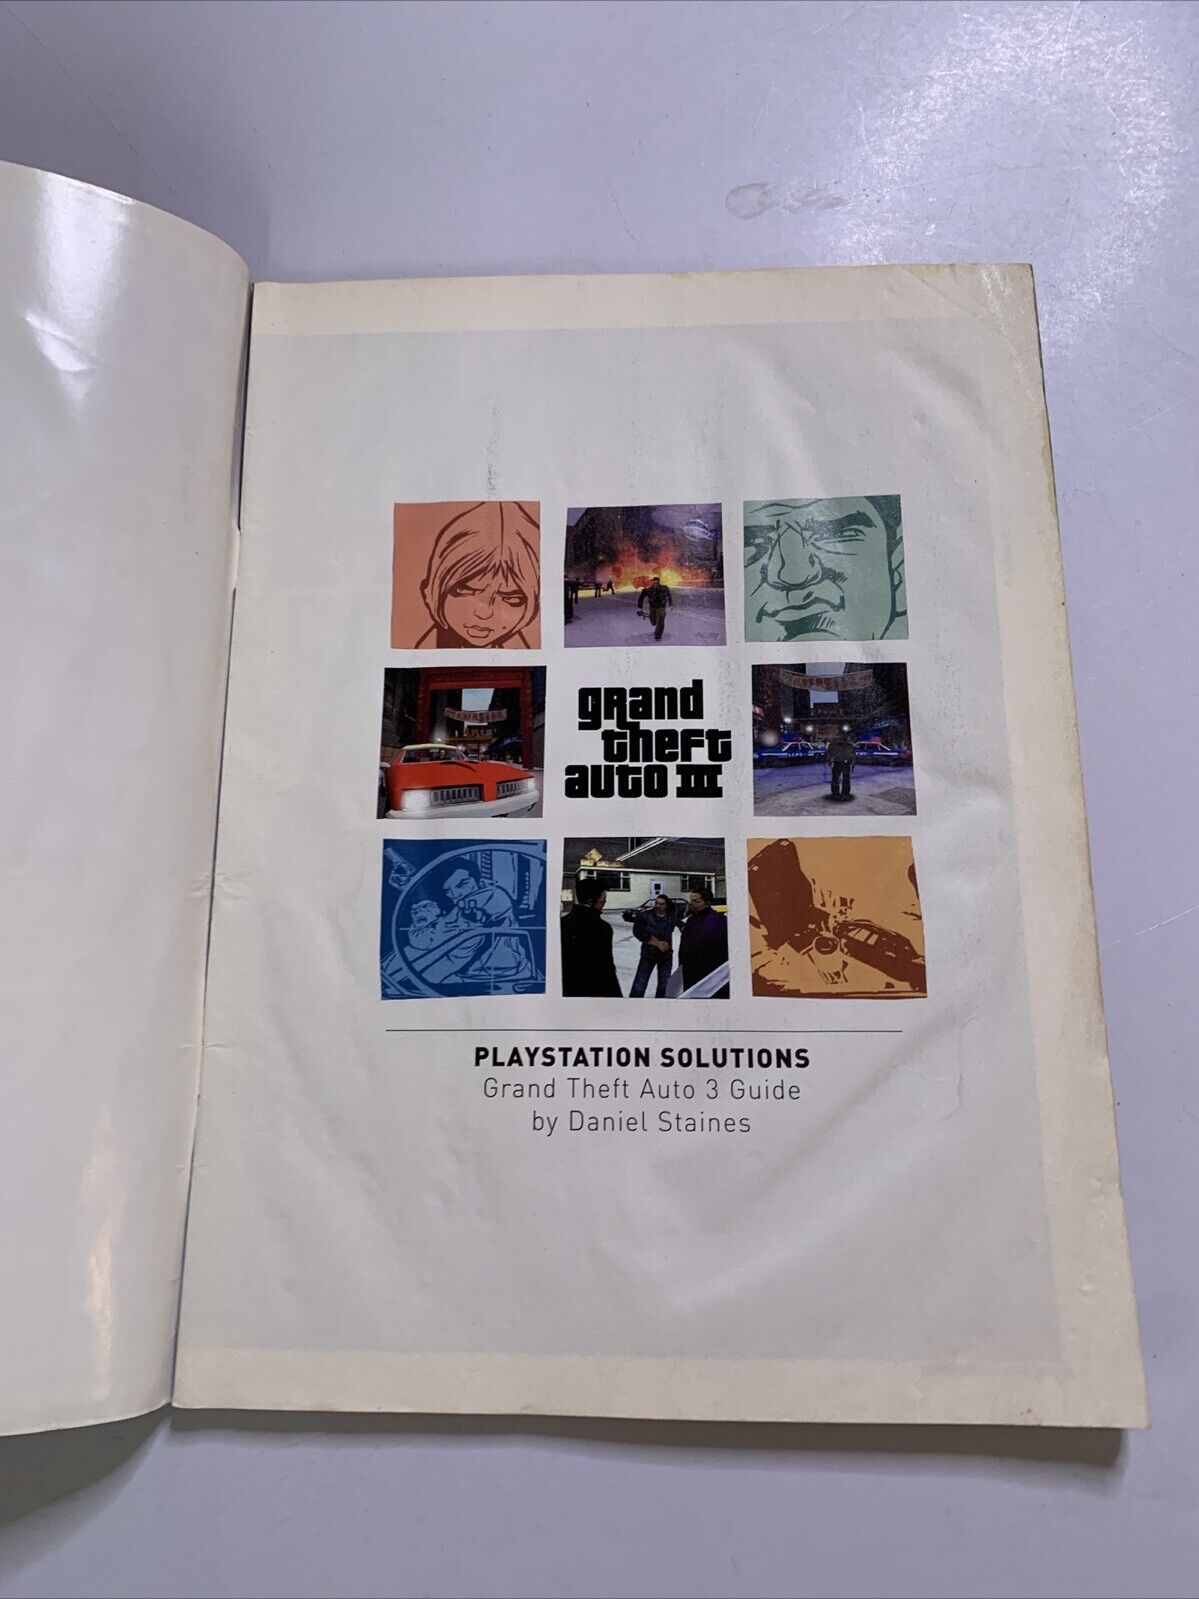 grand
theft
auto III
PLAYSTATION SOLUTIONS
Grand Theft Auto 3 Guide
by Daniel Staines